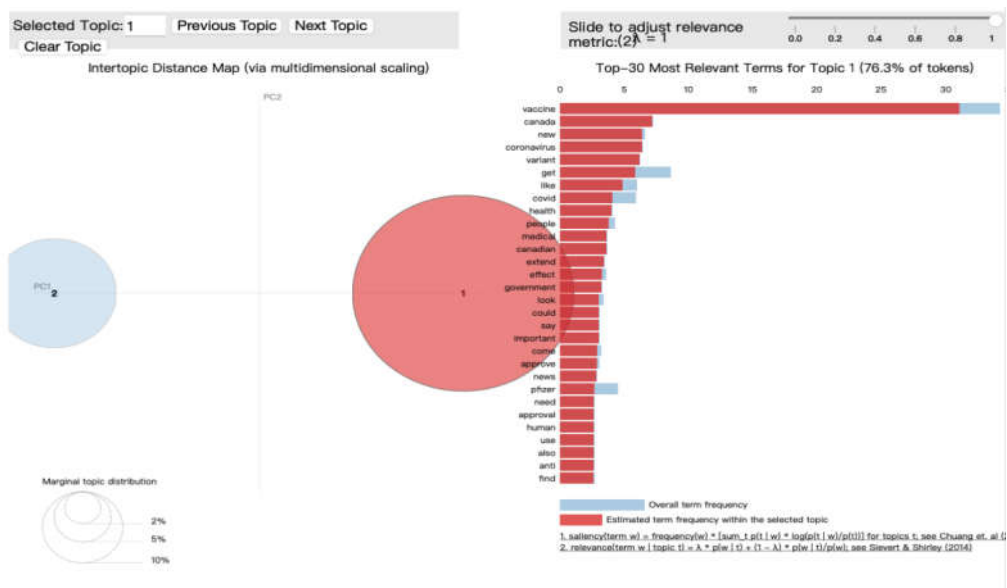 Selected Topic: 1 Previous Topic Next Topic
Clear Topic
Slide to adjust relevance
metric:(2)
λ = 1
0.0 0.2 0.4 0.6 0.8 1
Intertopic Distance Map (via multidimensional scaling)
PC2
PC1
2
1
Marginal topic distribution
2%
5%
10%
Top-30 Most Relevant Terms for Topic 1 (76.3% of tokens)
0 5 10 15 20 25 30
vaccine
canada
new
coronavirus
variant
get
like
covid
health
people
medical
canadian
extend
effect
government
look
could
say
important
come
approve
news
pfizer
need
approval
human
use
also
anti
find
Overall term frequency
Estimated term frequency within the selected topic
1. saliency(term w) = frequency(w) * [sum_t p(t | w) * log(p(t | w)/p(t))] for topics t; see Chuang et. al (2
2. relevance(term w | topic t) = λ * p(w | t) + (1 - λ) * p(w | t)/p(w); see Sievert & Shirley (2014)